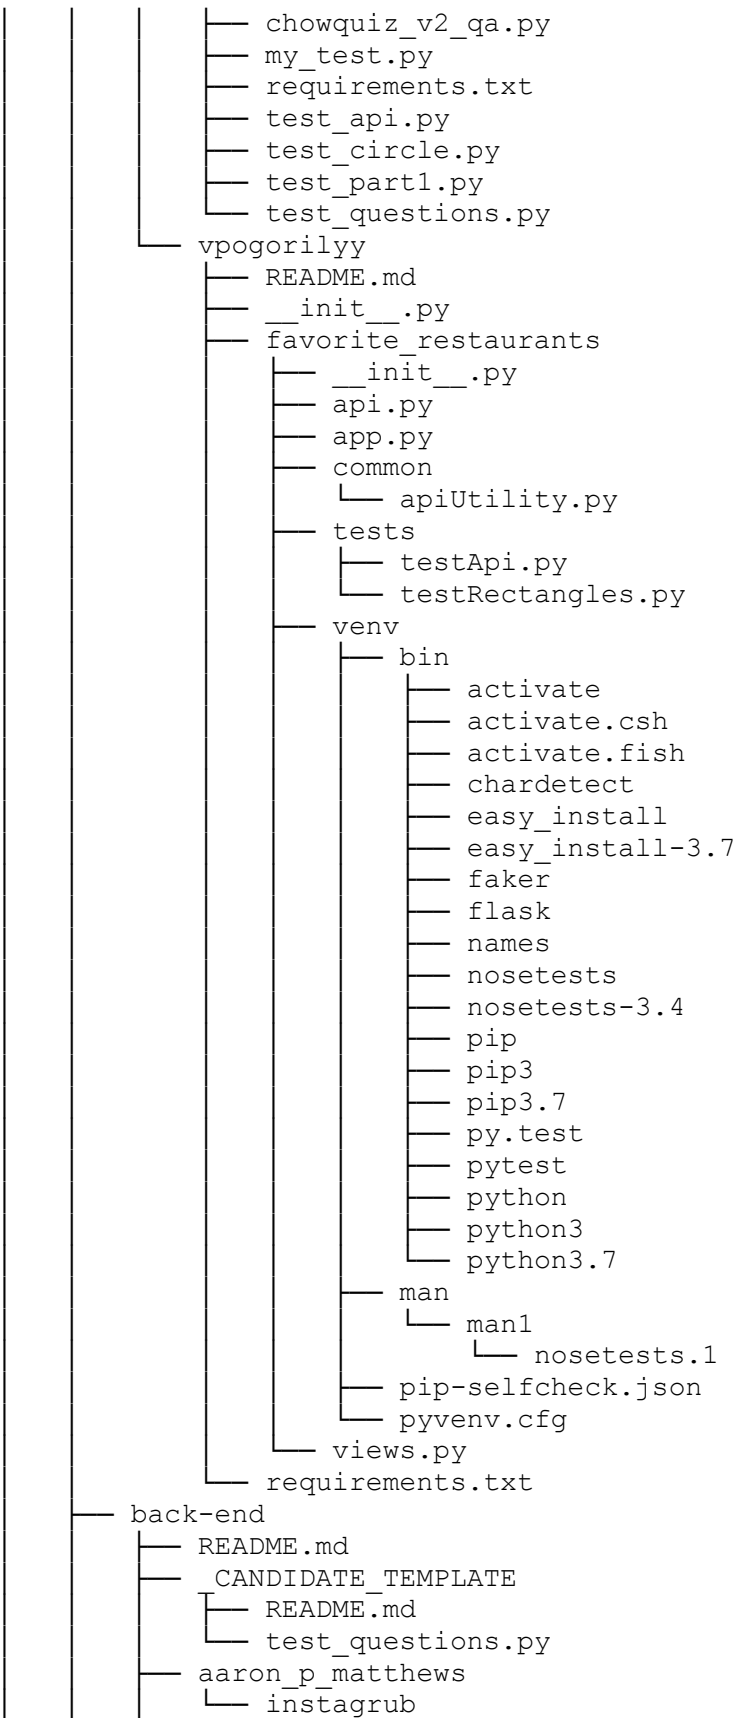 │   │   │   ├── chowquiz_v2_qa.py
│   │   │   ├── my_test.py
│   │   │   ├── requirements.txt
│   │   │   ├── test_api.py
│   │   │   ├── test_circle.py
│   │   │   ├── test_part1.py
│   │   │   └── test_questions.py
│   │   └── vpogorilyy
│   │       ├── README.md
│   │       ├── __init__.py
│   │       ├── favorite_restaurants
│   │       │   ├── __init__.py
│   │       │   ├── api.py
│   │       │   ├── app.py
│   │       │   ├── common
│   │       │   │   └── apiUtility.py
│   │       │   ├── tests
│   │       │   │   ├── testApi.py
│   │       │   │   └── testRectangles.py
│   │       │   ├── venv
│   │       │   │   ├── bin
│   │       │   │   │   ├── activate
│   │       │   │   │   ├── activate.csh
│   │       │   │   │   ├── activate.fish
│   │       │   │   │   ├── chardetect
│   │       │   │   │   ├── easy_install
│   │       │   │   │   ├── easy_install-3.7
│   │       │   │   │   ├── faker
│   │       │   │   │   ├── flask
│   │       │   │   │   ├── names
│   │       │   │   │   ├── nosetests
│   │       │   │   │   ├── nosetests-3.4
│   │       │   │   │   ├── pip
│   │       │   │   │   ├── pip3
│   │       │   │   │   ├── pip3.7
│   │       │   │   │   ├── py.test
│   │       │   │   │   ├── pytest
│   │       │   │   │   ├── python
│   │       │   │   │   ├── python3
│   │       │   │   │   └── python3.7
│   │       │   │   ├── man
│   │       │   │   │   └── man1
│   │       │   │   │       └── nosetests.1
│   │       │   │   ├── pip-selfcheck.json
│   │       │   │   └── pyvenv.cfg
│   │       │   └── views.py
│   │       └── requirements.txt
│   ├── back-end
│   │   ├── README.md
│   │   ├── _CANDIDATE_TEMPLATE
│   │   │   ├── README.md
│   │   │   └── test_questions.py
│   │   ├── aaron_p_matthews
│   │   │   └── instagrub